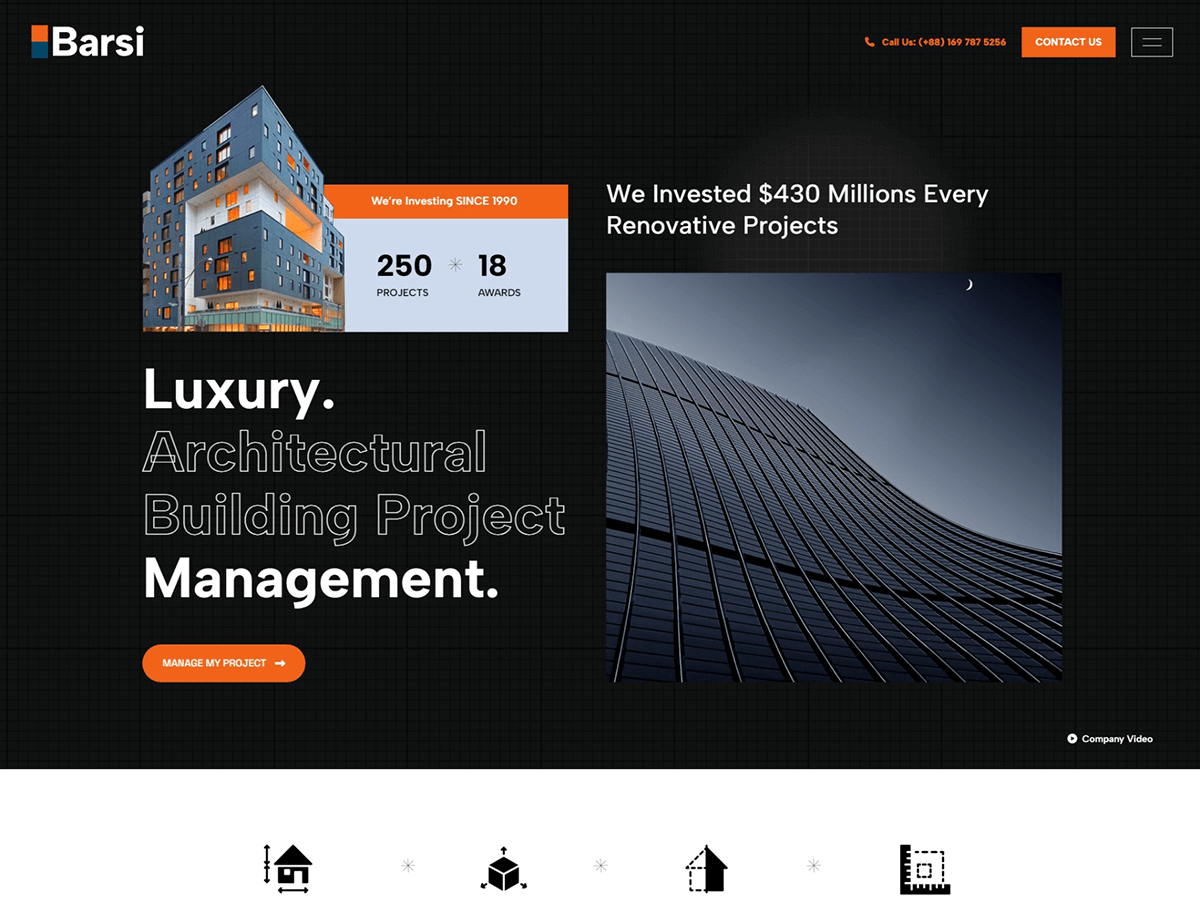 Barsi
Call Us: (+88) 169 787 5256
CONTACT US
We're Investing SINCE 1990
250
18
PROJECTS
AWARDS
We Invested $430 Millions Every
Renovative Projects
Luxury.
Architectural
Building Project
Management.
MANAGE MY PROJECT
Company Video